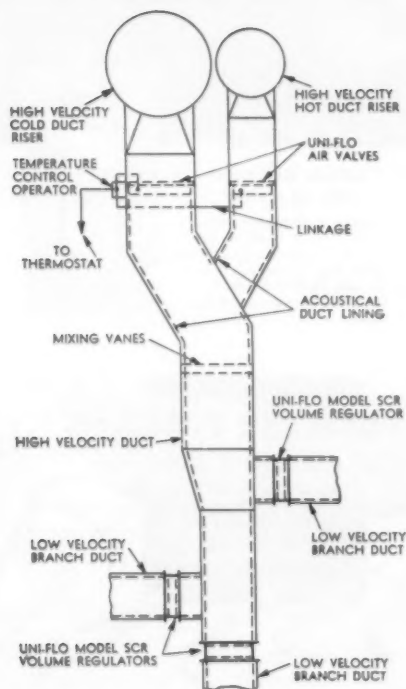 HIGH VELOCITY
COLD DUCT
RISER
HIGH VELOCITY
HOT DUCT RISER
TEMPERATURE
CONTROL
OPERATOR
UNI-FLO
AIR VALVES
TO
THERMOSTAT
LINKAGE
ACOUSTICAL
DUCT LINING
MIXING VANES
UNI-FLO MODEL SCR
VOLUME REGULATOR
HIGH VELOCITY DUCT
LOW VELOCITY
BRANCH DUCT
LOW VELOCITY
BRANCH DUCT
UNI-FLO MODEL SCR
VOLUME REGULATORS
LOW VELOCITY
BRANCH DUCT